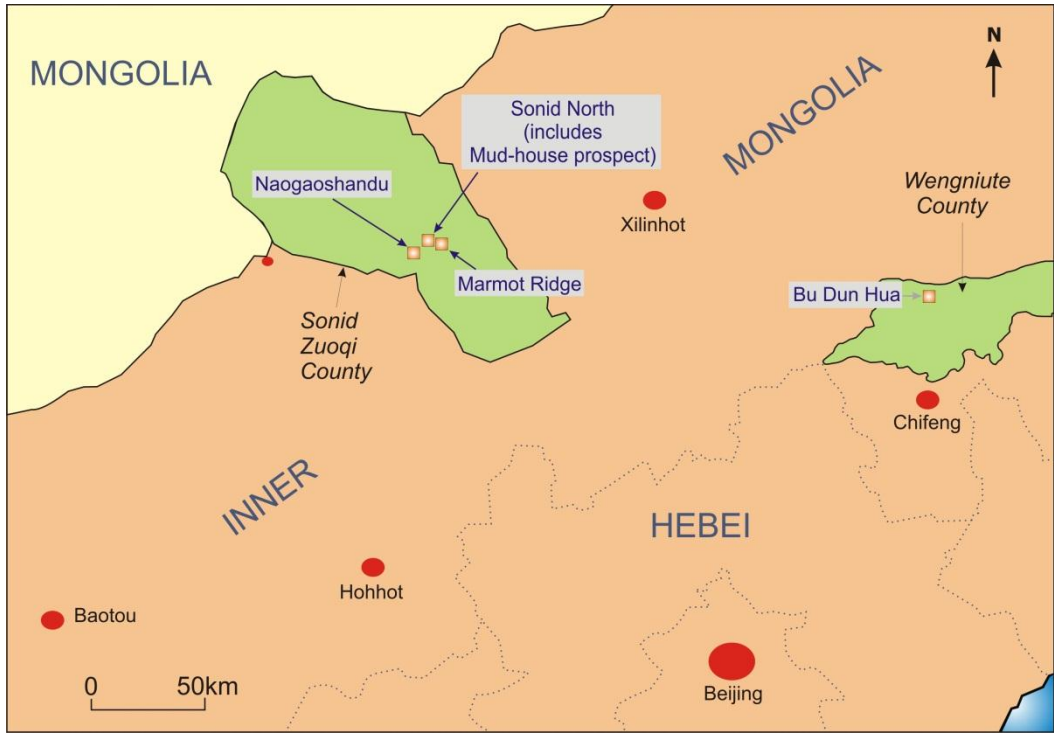 MONGOLIA
N
MONGOLIA
Sonid North
(includes
Mud-house prospect)
Naogaoshandu
Xilinhot
Wengniute
County
Marmot Ridge
Bu Dun Hua
Sonid
Zuoqi
County
Chifeng
INNER
HEBEI
Hohhot
Baotou
Beijing
0 50km